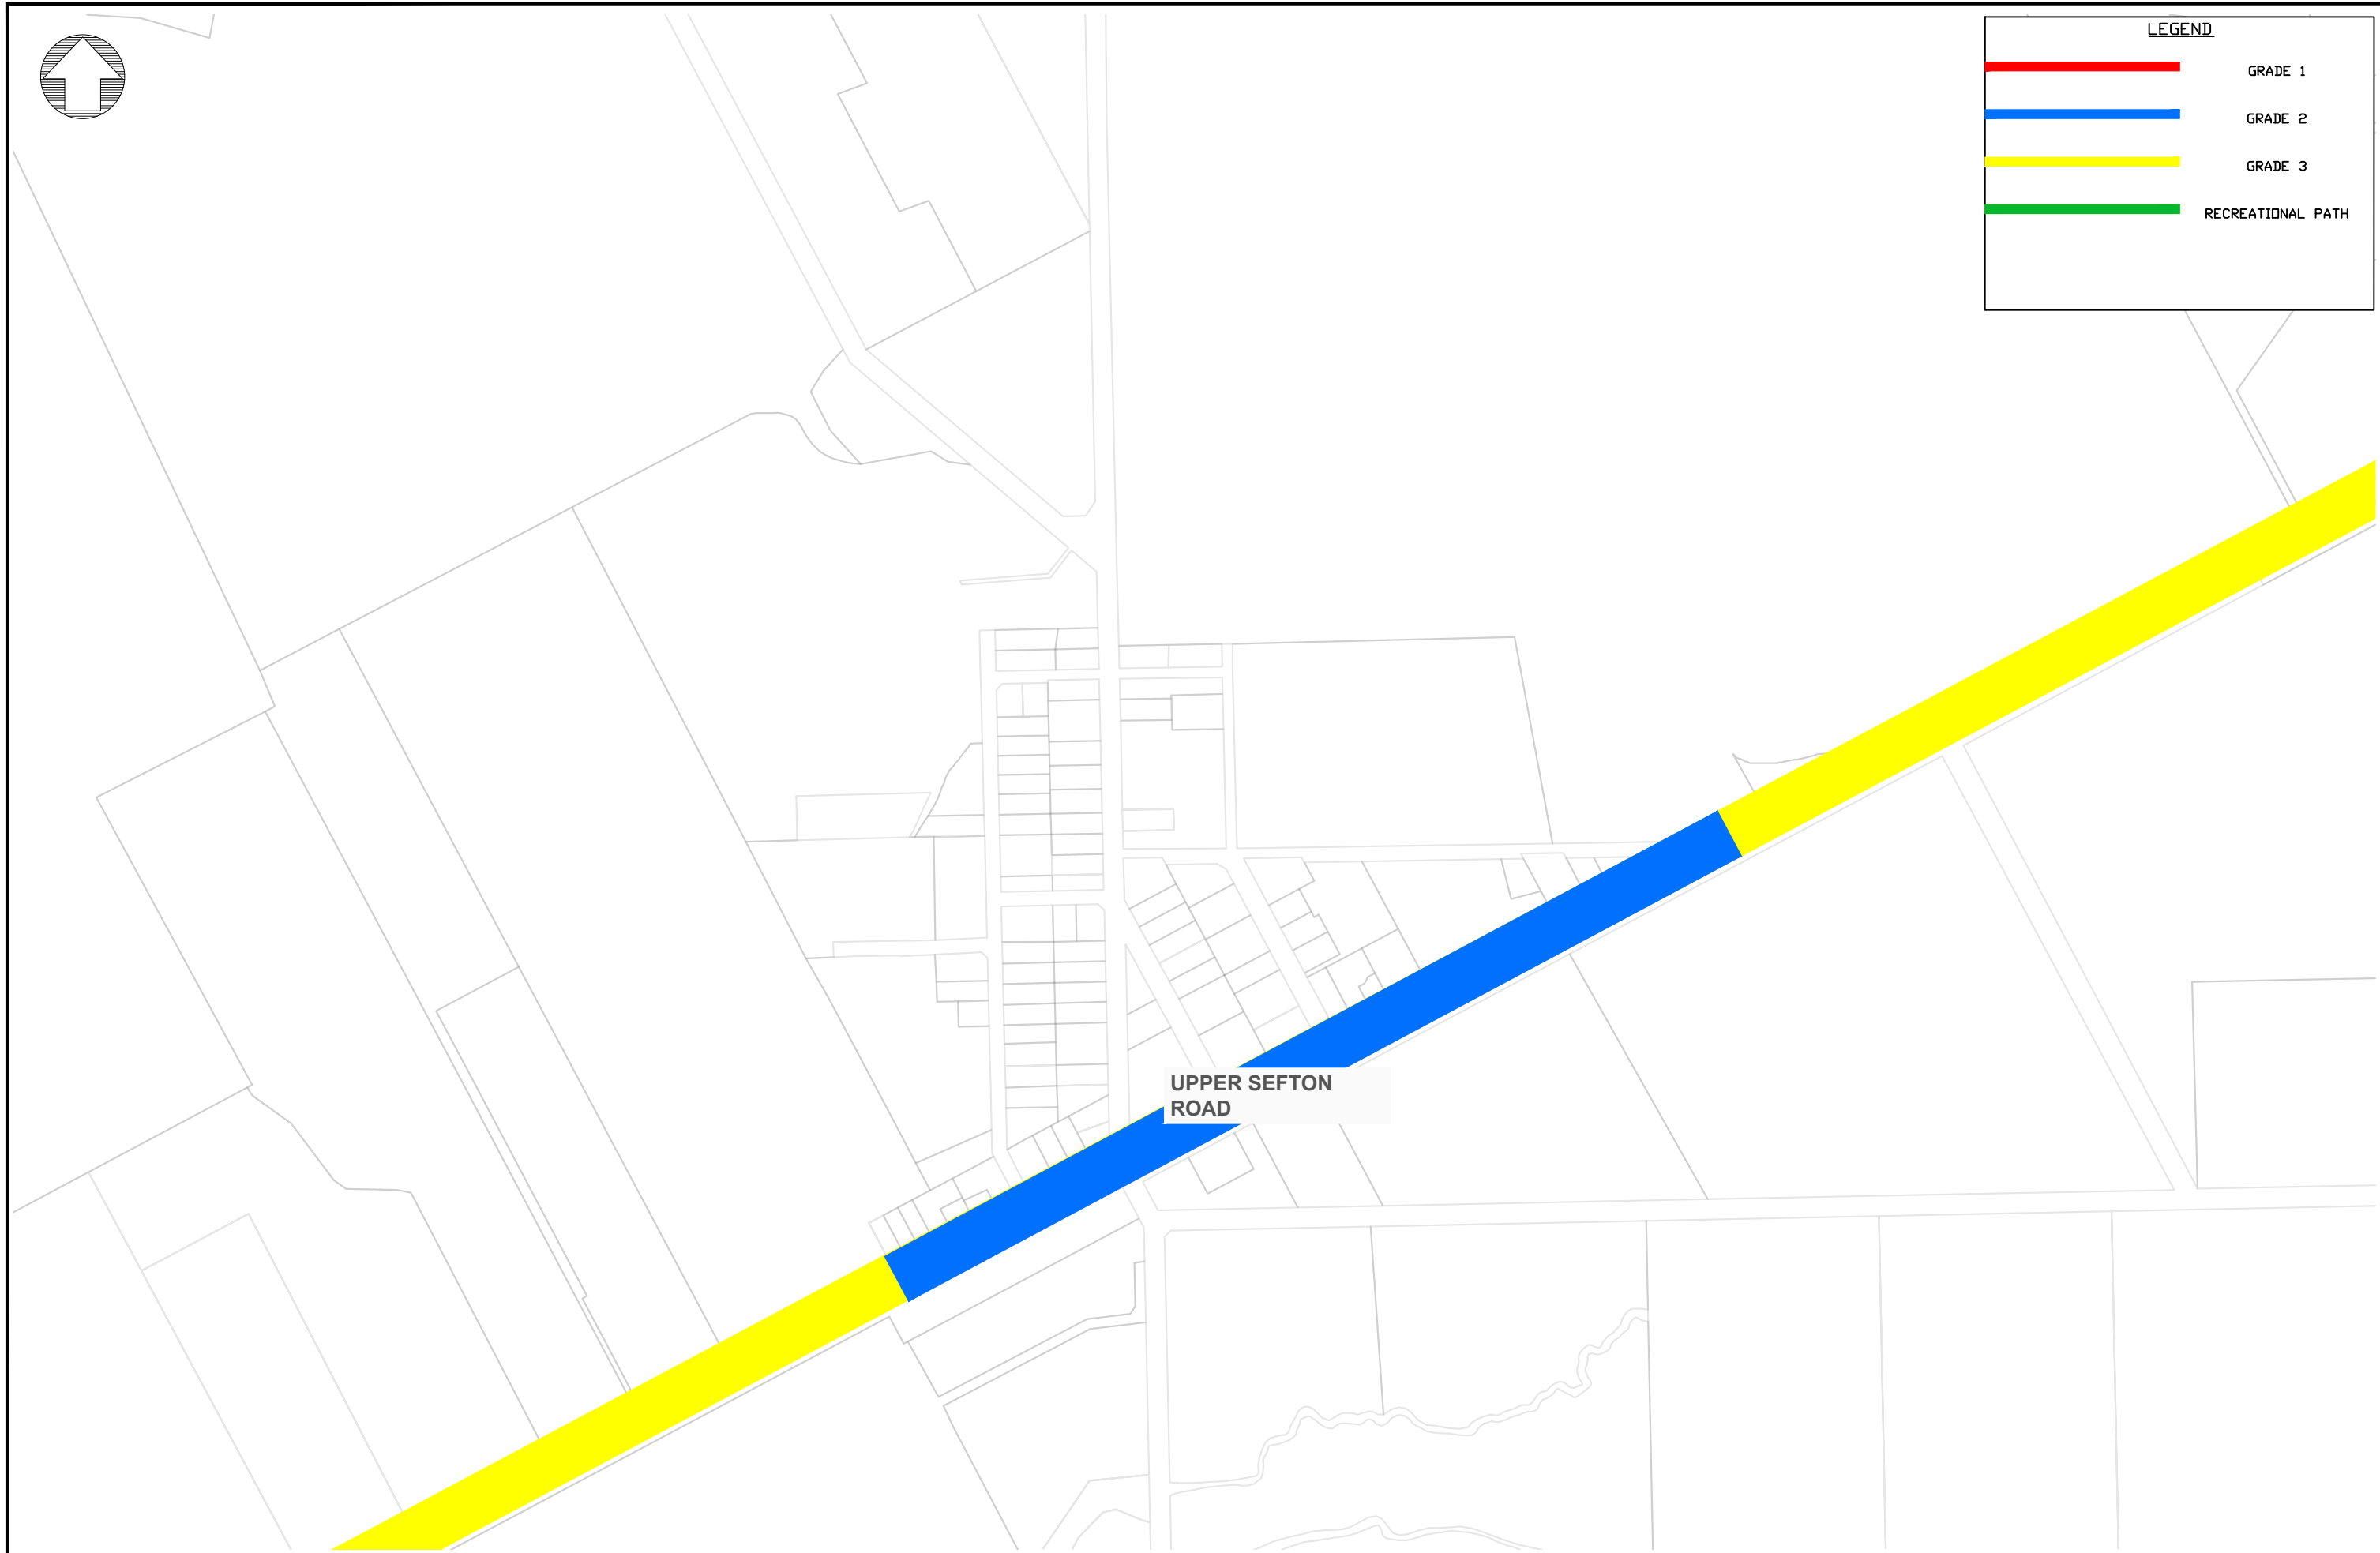 LEGEND
GRADE 1
GRADE 2
GRADE 3
RECREATIONAL PATH
UPPER SEFTON
ROAD